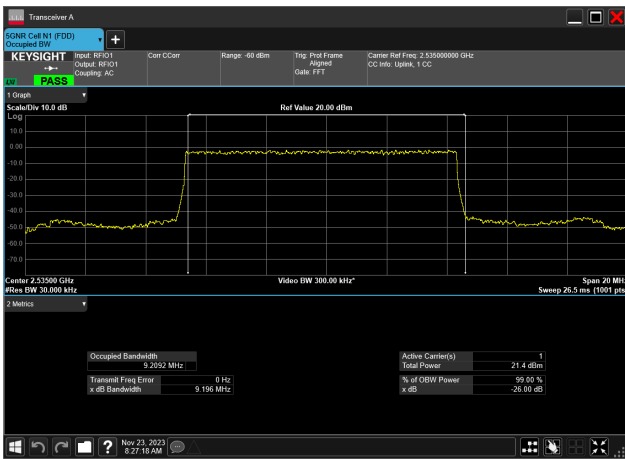 Transceiver A
5GNR Cell N1 (FDD)
Occupied BW
KEYSIGHT
PASS
Input: RFIO1
Output: RFIO1
Coupling: AC
Corr CCorr
Range: -60 dBm
Trig: Prot Frame
Aligned
Gate: FFT
Carrier Ref Freq: 2.535000000 GHz
CC Info: Uplink, 1 CC
1 Graph
Scale/Div 10.0 dB
Ref Value 20.00 dBm
Log
10.0
0.00
-10.0
-20.0
-30.0
-40.0
-50.0
-60.0
-70.0
Center 2.53500 GHz
Video BW 300.00 kHz*
Span 20 MHz
#Res BW 30.000 kHz
Sweep 26.5 ms (1001 pts
2 Metrics
Occupied Bandwidth
9.2092 MHz
Transmit Freq Error 0 Hz
x dB Bandwidth 9.196 MHz
Active Carrier(s) 1
Total Power 21.4 dBm
% of OBW Power 99.00 %
x dB -26.00 dB
Nov 23, 2023
8:27:18 AM